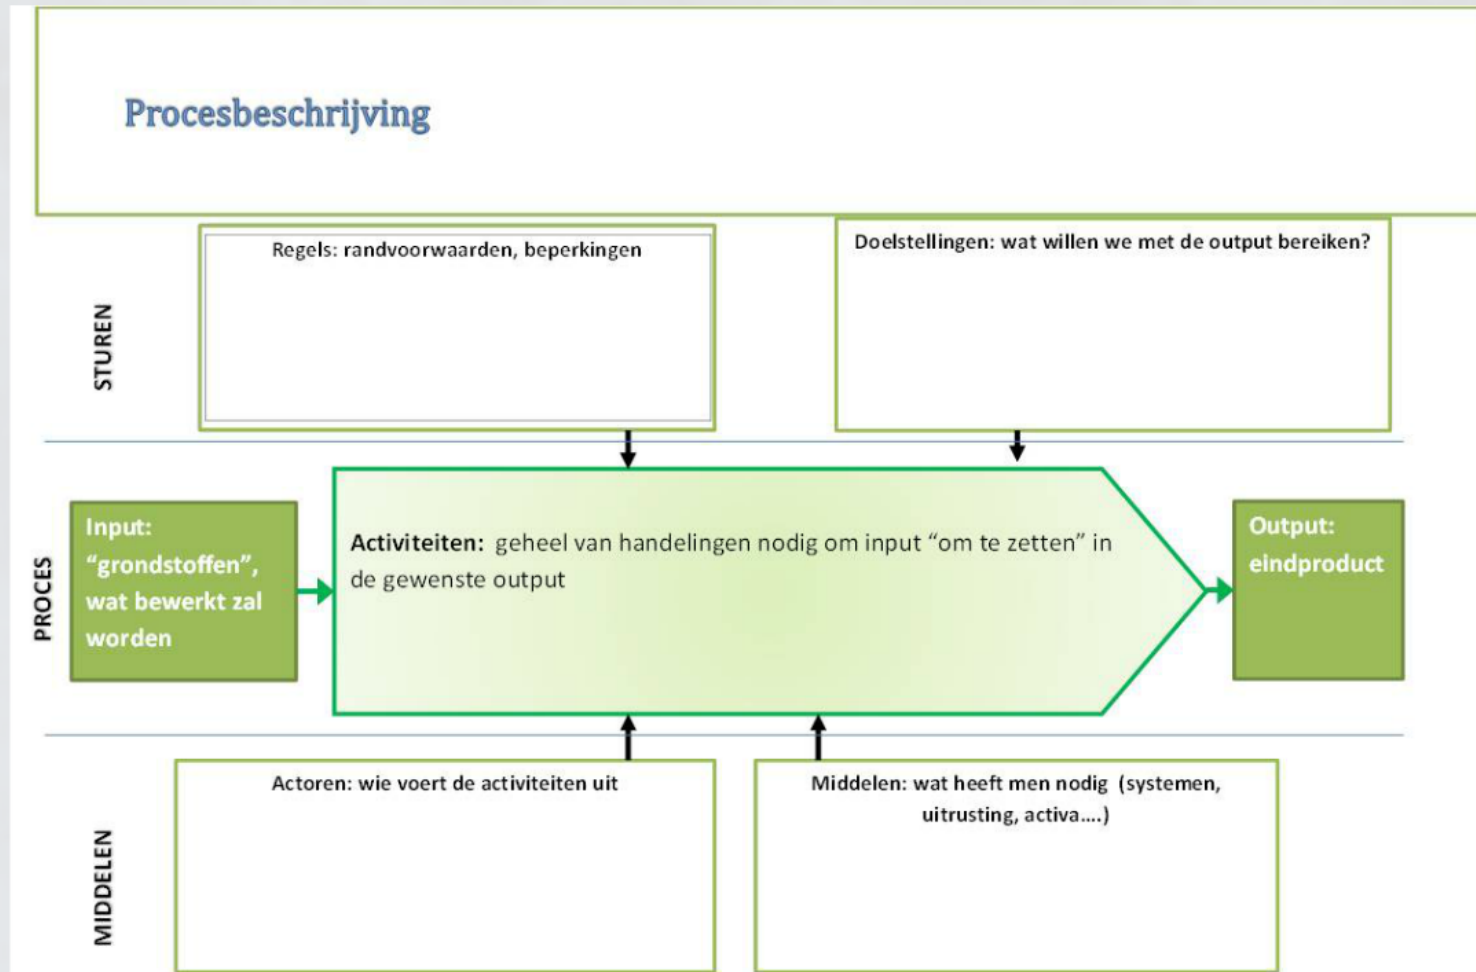 Procesbeschrijving
Regels: randvoorwaarden, beperkingen
Doelstellingen: wat willen we met de output bereiken?
STUREN
Input:
“grondstoffen”,
wat bewerkt zal
worden
Activiteiten: geheel van handelingen nodig om input “om te zetten” in
de gewenste output
Output:
eindproduct
PROCES
Actoren: wie voert de activiteiten uit
Middelen: wat heeft men nodig (systemen,
uitrusting, activa....)
MIDDELEN